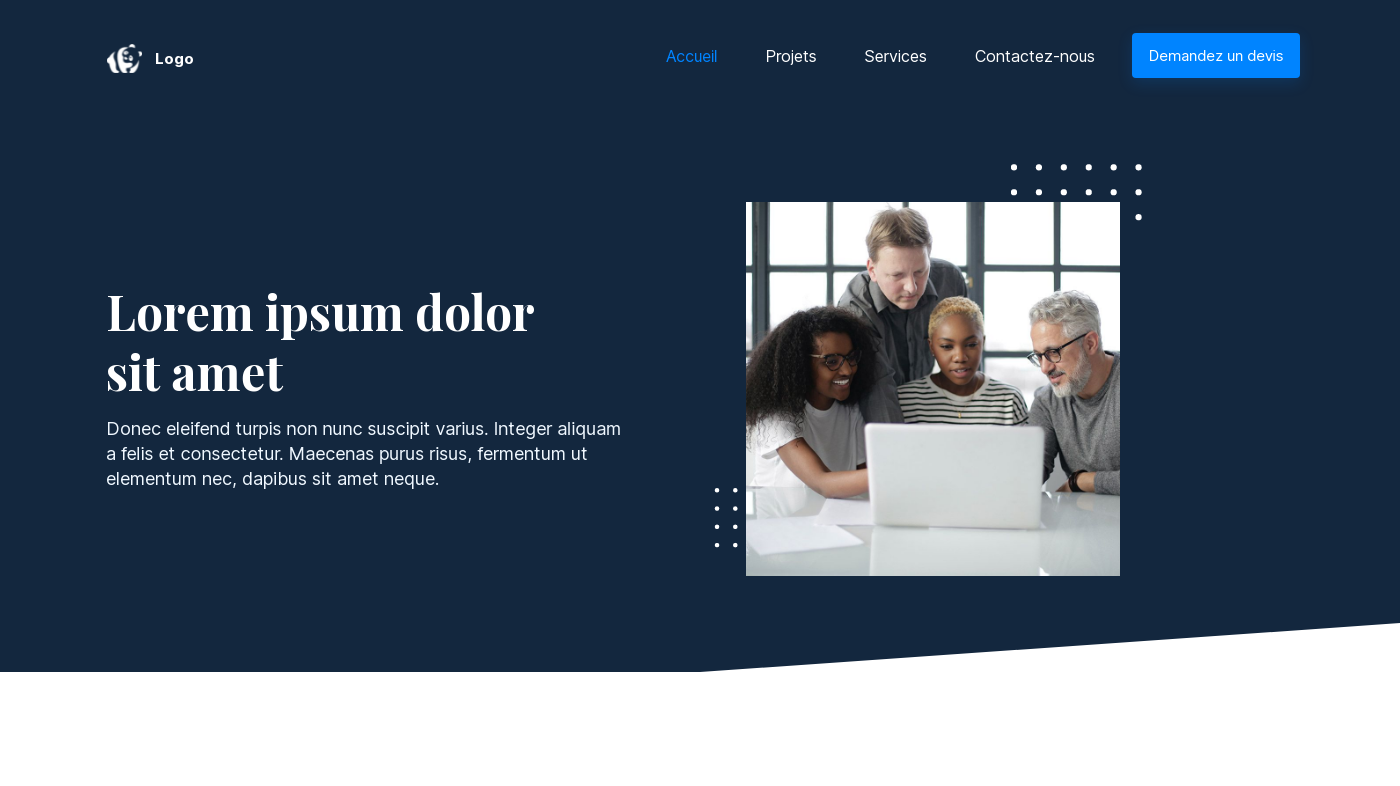 Logo
Accueil
Projets
Services
Contactez-nous
Demandez un devis
Lorem ipsum dolor
sit amet
Donec eleifend turpis non nunc suscipit varius. Integer aliquam
a felis et consectetur. Maecenas purus risus, fermentum ut
elementum nec, dapibus sit amet neque.